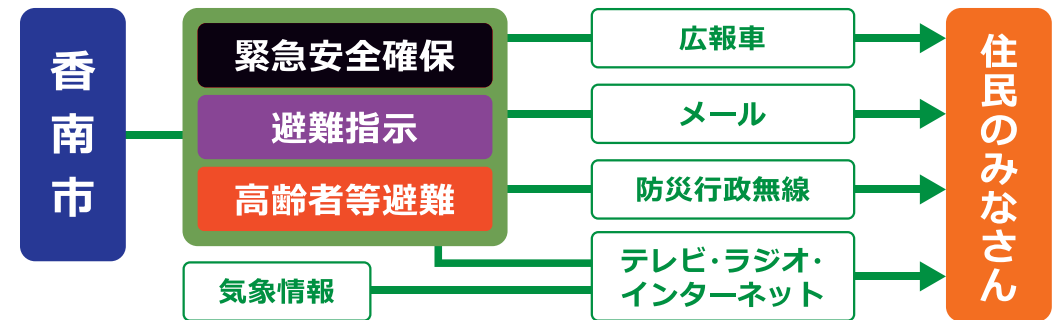 香南市
緊急安全確保
避難指示
高齢者等避難
気象情報
広報車
メール
防災行政無線
テレビ・ラジオ・
インターネット
住民のみなさん